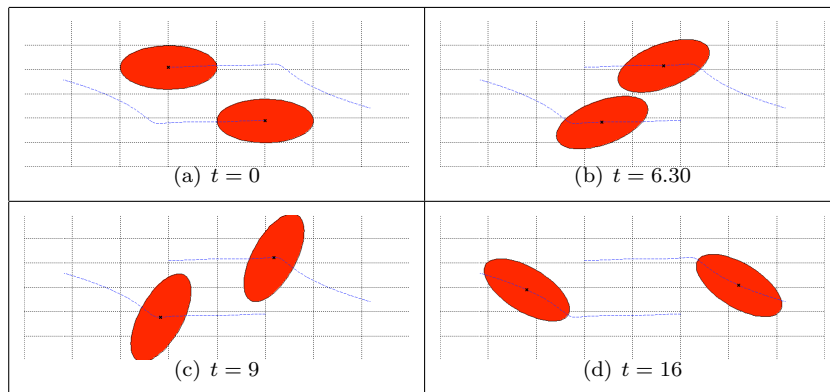 (a) t = 0
(b) t = 6.30
(c) t = 9
(d) t = 16